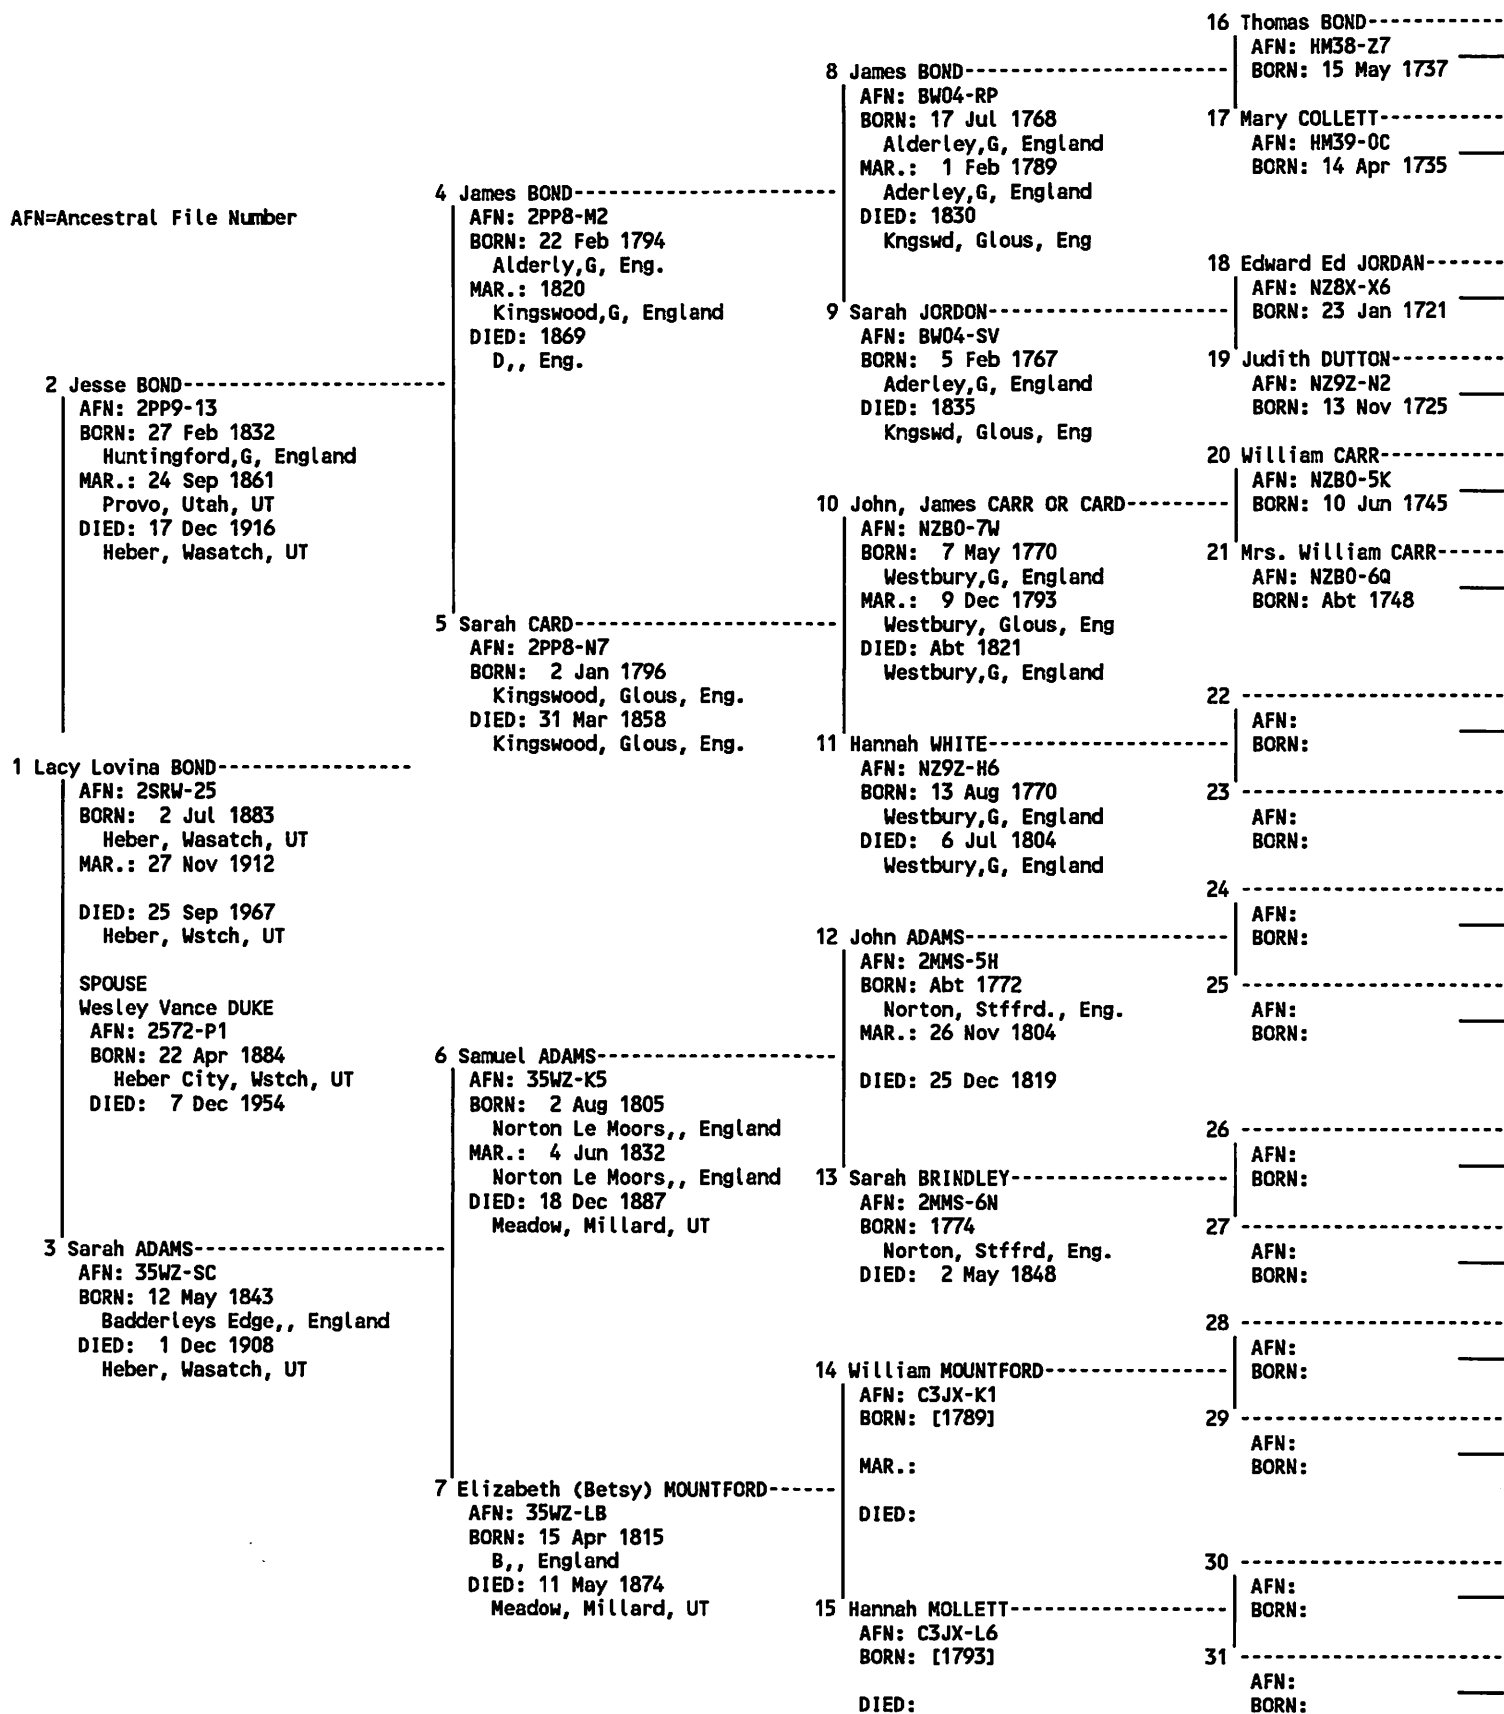 AFN=Ancestral File Number
1 Lacy Lovina BOND
AFN: 2SRW-25
BORN: 2 Jul 1883
Heber, Wasatch, UT
MAR.: 27 Nov 1912
DIED: 25 Sep 1967
Heber, Wstch, UT
SPOUSE
Wesley Vance DUKE
AFN: 2572-P1
BORN: 22 Apr 1884
Heber City, Wstch, UT
DIED: 7 Dec 1954
2 Jesse BOND
AFN: 2PP9-13
BORN: 27 Feb 1832
Huntingford,G, England
MAR.: 24 Sep 1861
Provo, Utah, UT
DIED: 17 Dec 1916
Heber, Wasatch, UT
3 Sarah ADAMS
AFN: 35WZ-SC
BORN: 12 May 1843
Badderleys Edge,, England
DIED: 1 Dec 1908
Heber, Wasatch, UT
4 James BOND
AFN: 2PP8-M2
BORN: 22 Feb 1794
Alderly,G, Eng.
MAR.: 1820
Kingswood,G, England
DIED: 1869
D,, Eng.
5 Sarah CARD
AFN: 2PP8-N7
BORN: 2 Jan 1796
Kingswood, Glous, Eng.
DIED: 31 Mar 1858
Kingswood, Glous, Eng.
6 Samuel ADAMS
AFN: 35WZ-K5
BORN: 2 Aug 1805
Norton Le Moors,, England
MAR.: 4 Jun 1832
Norton Le Moors,, England
DIED: 18 Dec 1887
Meadow, Millard, UT
7 Elizabeth (Betsy) MOUNTFORD
AFN: 35WZ-LB
BORN: 15 Apr 1815
B,, England
DIED: 11 May 1874
Meadow, Millard, UT
8 James BOND
AFN: BW04-RP
BORN: 17 Jul 1768
Alderley,G, England
MAR.: 1 Feb 1789
Aderley,G, England
DIED: 1830
Kngswd, Glous, Eng
9 Sarah JORDON
AFN: BW04-SV
BORN: 5 Feb 1767
Aderley,G, England
DIED: 1835
Kngswd, Glous, Eng
10 John, James CARR OR CARD
AFN: NZB0-7W
BORN: 7 May 1770
Westbury,G, England
MAR.: 9 Dec 1793
Westbury, Glous, Eng
DIED: Abt 1821
Westbury,G, England
11 Hannah WHITE
AFN: NZ9Z-H6
BORN: 13 Aug 1770
Westbury,G, England
DIED: 6 Jul 1804
Westbury,G, England
12 John ADAMS
AFN: 2MMS-5H
BORN: Abt 1772
Norton, Stffrd., Eng.
MAR.: 26 Nov 1804
DIED: 25 Dec 1819
13 Sarah BRINDLEY
AFN: 2MMS-6N
BORN: 1774
Norton, Stffrd, Eng.
DIED: 2 May 1848
14 William MOUNTFORD
AFN: C3JX-K1
BORN: [1789]
MAR.:
DIED:
15 Hannah MOLLETT
AFN: C3JX-L6
BORN: [1793]
DIED:
16 Thomas BOND
AFN: HM38-Z7
BORN: 15 May 1737
17 Mary COLLETT
AFN: HM39-0C
BORN: 14 Apr 1735
18 Edward Ed JORDAN
AFN: NZ8X-X6
BORN: 23 Jan 1721
19 Judith DUTTON
AFN: NZ9Z-N2
BORN: 13 Nov 1725
20 William CARR
AFN: NZB0-5K
BORN: 10 Jun 1745
21 Mrs. William CARR
AFN: NZB0-6Q
BORN: Abt 1748
22
AFN:
BORN:
23
AFN:
BORN:
24
AFN:
BORN:
25
AFN:
BORN:
26
AFN:
BORN:
27
AFN:
BORN:
28
AFN:
BORN:
29
AFN:
BORN:
30
AFN:
BORN:
31
AFN:
BORN: